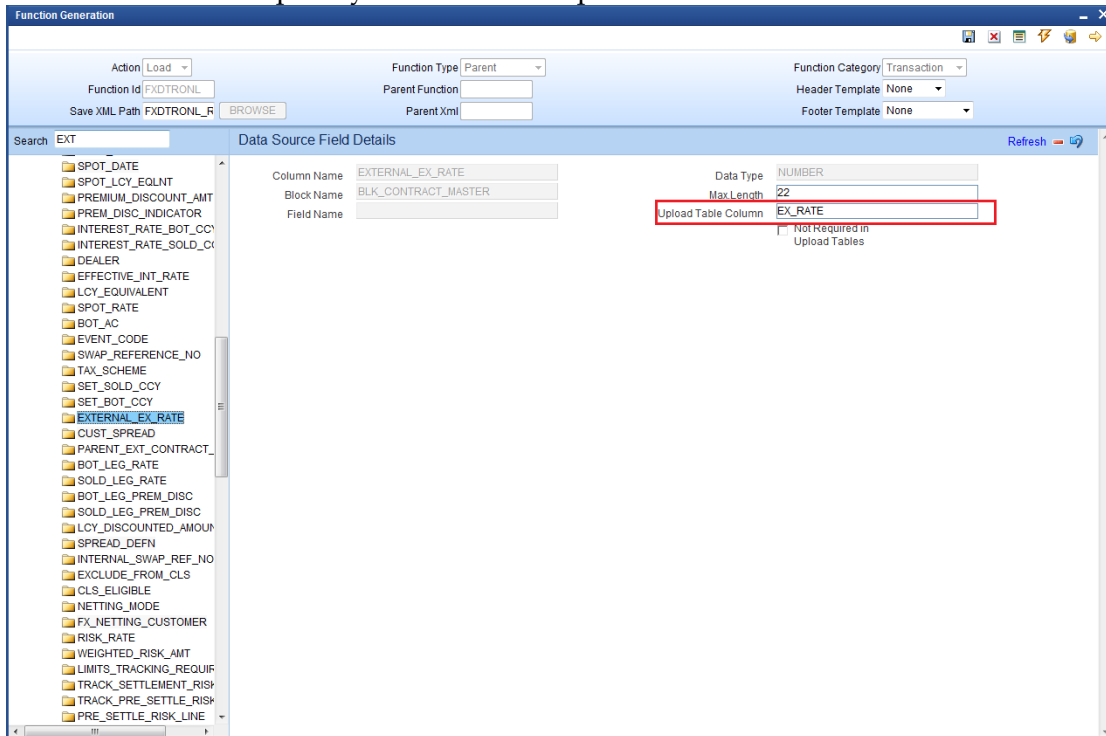 Function Generation
Action Load
Function Type Parent
Function Category Transaction
Function Id FXDTRONL
Parent Function
Header Template None
Save XML Path FXDTRONL_R BROWSE
Parent Xml
Footer Template None
Search EXT
Data Source Field Details
Refresh
SPOT_DATE
SPOT_LCY_EQLNT
PREMIUM_DISCOUNT_AMT
PREM_DISC_INDICATOR
INTEREST_RATE_BOT_CCY
INTEREST_RATE_SOLD_CC
DEALER
EFFECTIVE_INT_RATE
LCY_EQUIVALENT
SPOT_RATE
BOT_AC
EVENT_CODE
SWAP_REFERENCE_NO
TAX_SCHEME
SET_SOLD_CCY
SET_BOT_CCY
EXTERNAL_EX_RATE
CUST_SPREAD
PARENT_EXT_CONTRACT_
BOT_LEG_RATE
SOLD_LEG_RATE
BOT_LEG_PREM_DISC
SOLD_LEG_PREM_DISC
LCY_DISCOUNTED_AMOUN
SPREAD_DEFN
INTERNAL_SWAP_REF_NO
EXCLUDE_FROM_CLS
CLS_ELIGIBLE
NETTING_MODE
FX_NETTING_CUSTOMER
RISK_RATE
WEIGHTED_RISK_AMT
LIMITS_TRACKING_REQUIR
TRACK_SETTLEMENT_RISK
TRACK_PRE_SETTLE_RISK
PRE_SETTLE_RISK_LINE
Column Name EXTERNAL_EX_RATE
Block Name BLK_CONTRACT_MASTER
Field Name
Data Type NUMBER
Max.Length 22
Upload Table Column EX_RATE
Not Required in
Upload Tables